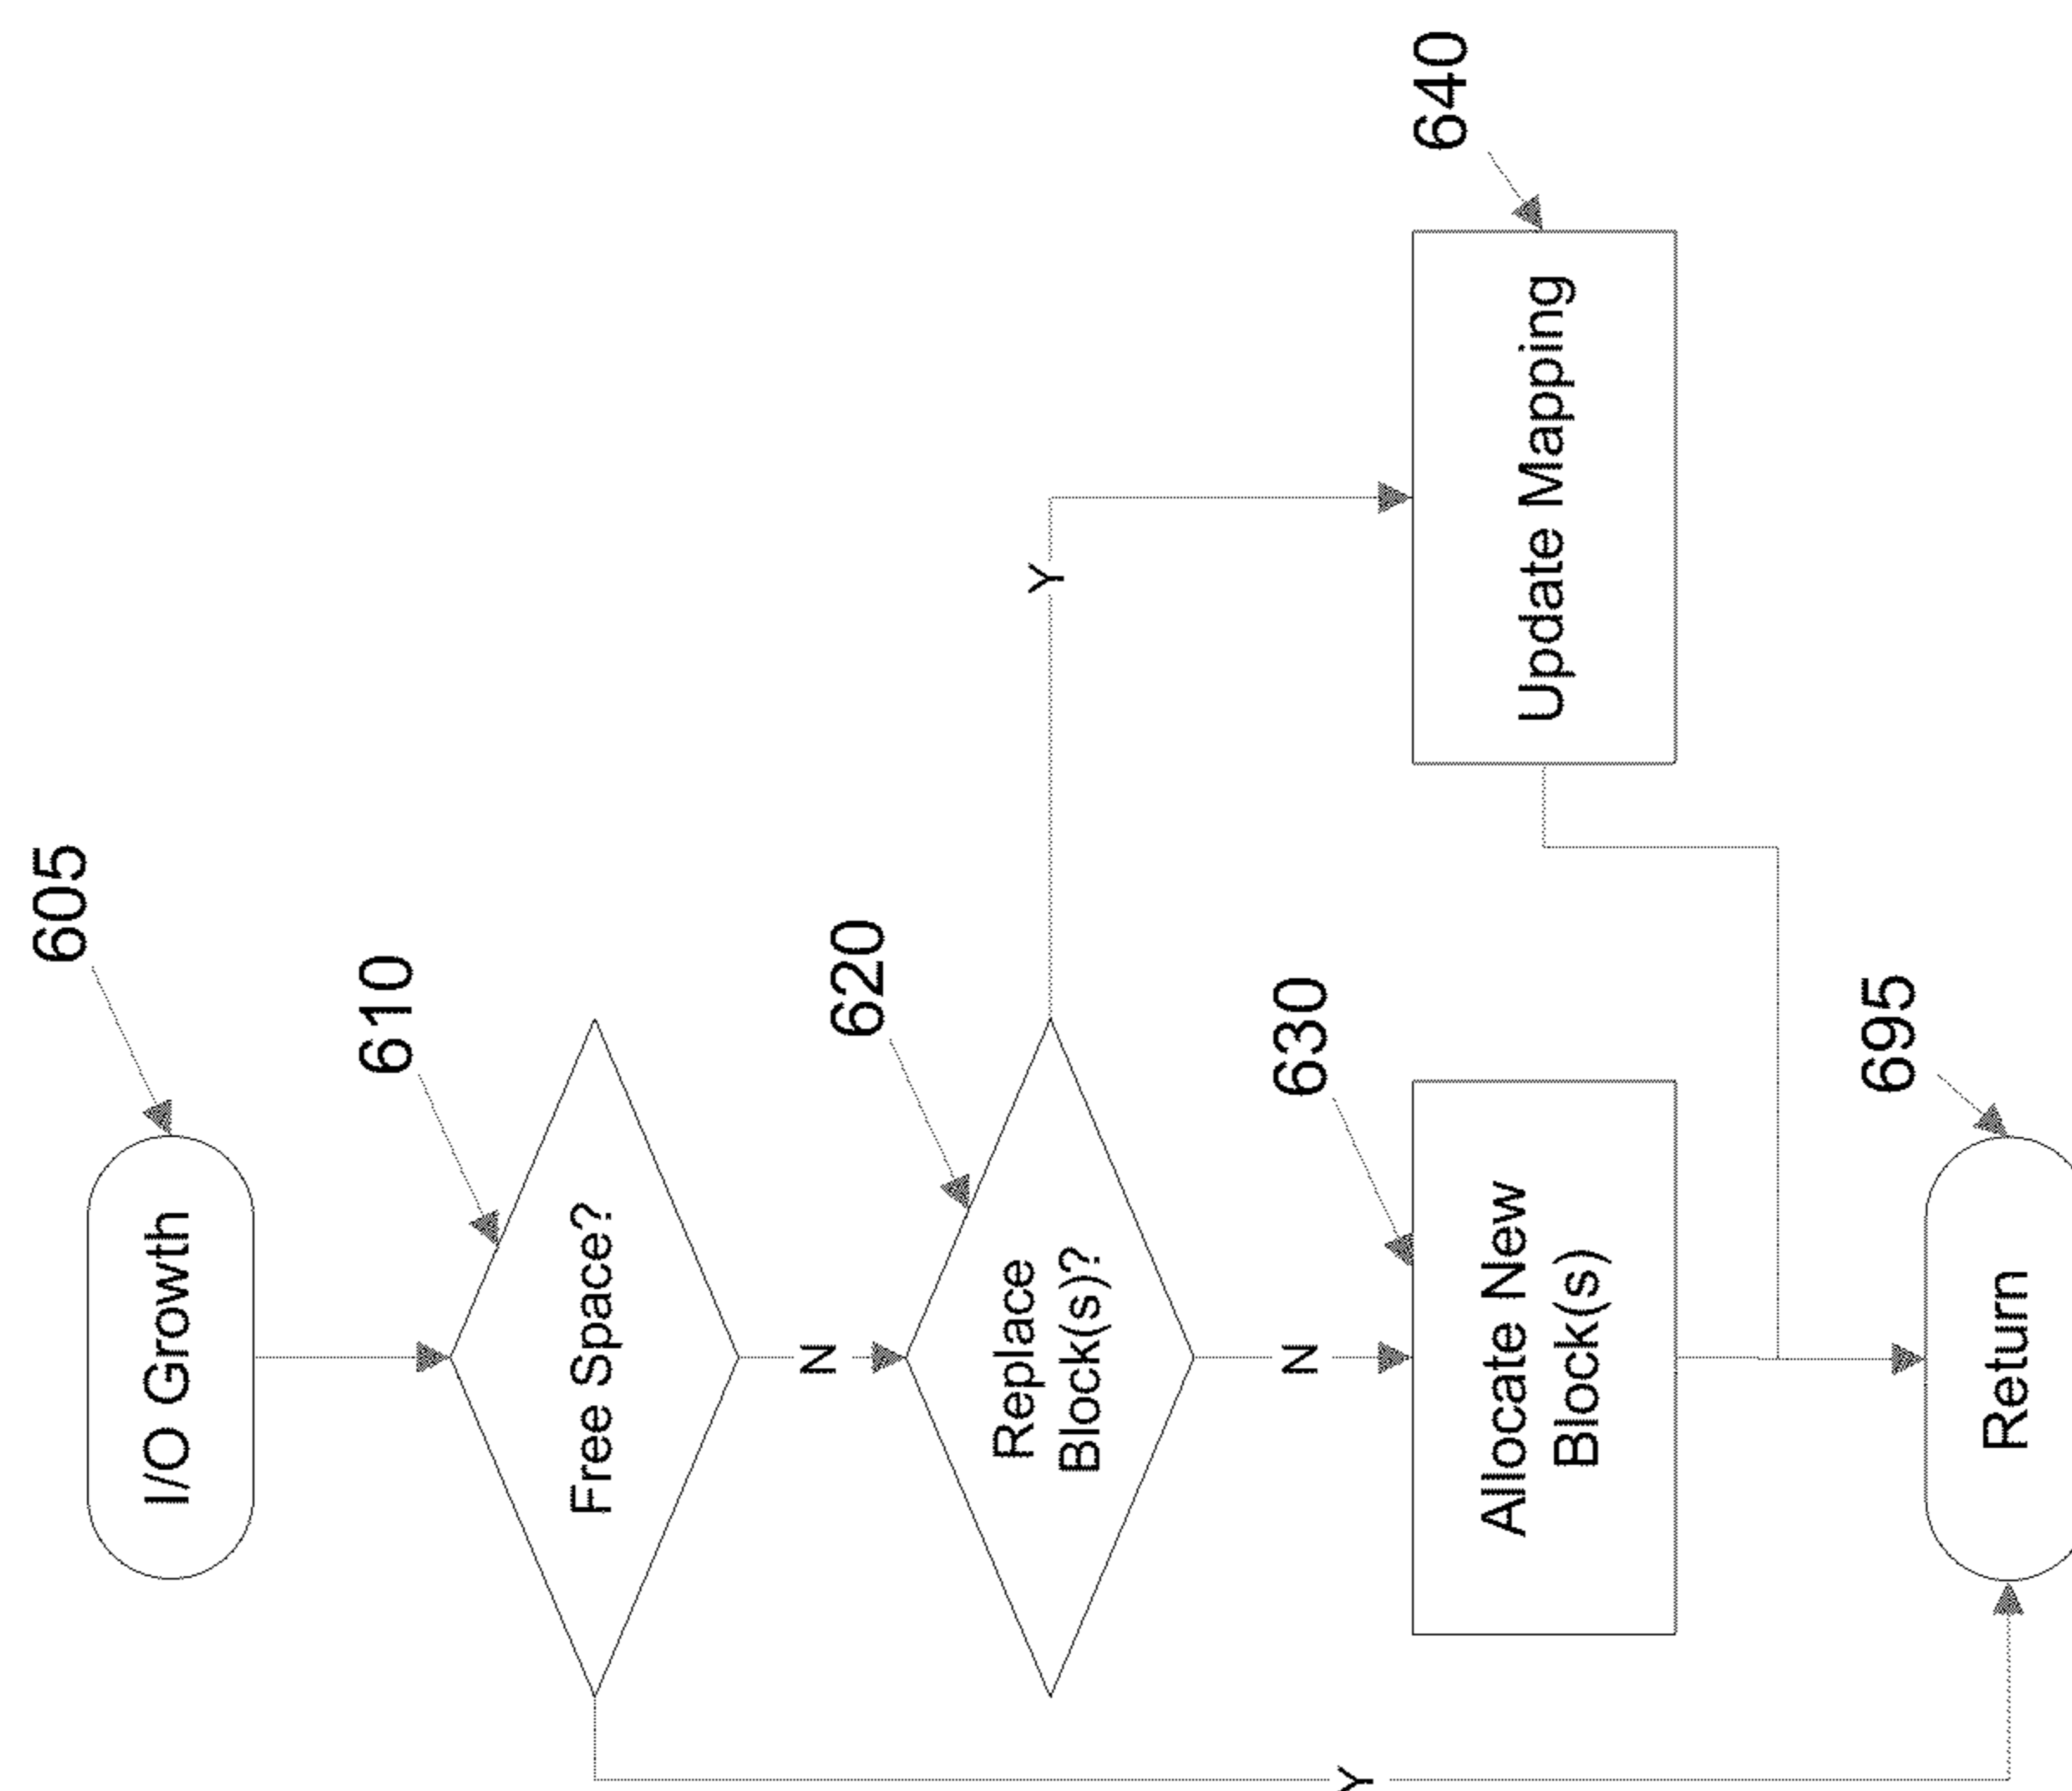 605
I/O Growth
610
Free Space?
N
620
Replace
Block(s)?
Y
N
630
Allocate New
Block(s)
640
Update Mapping
Y
695
Return